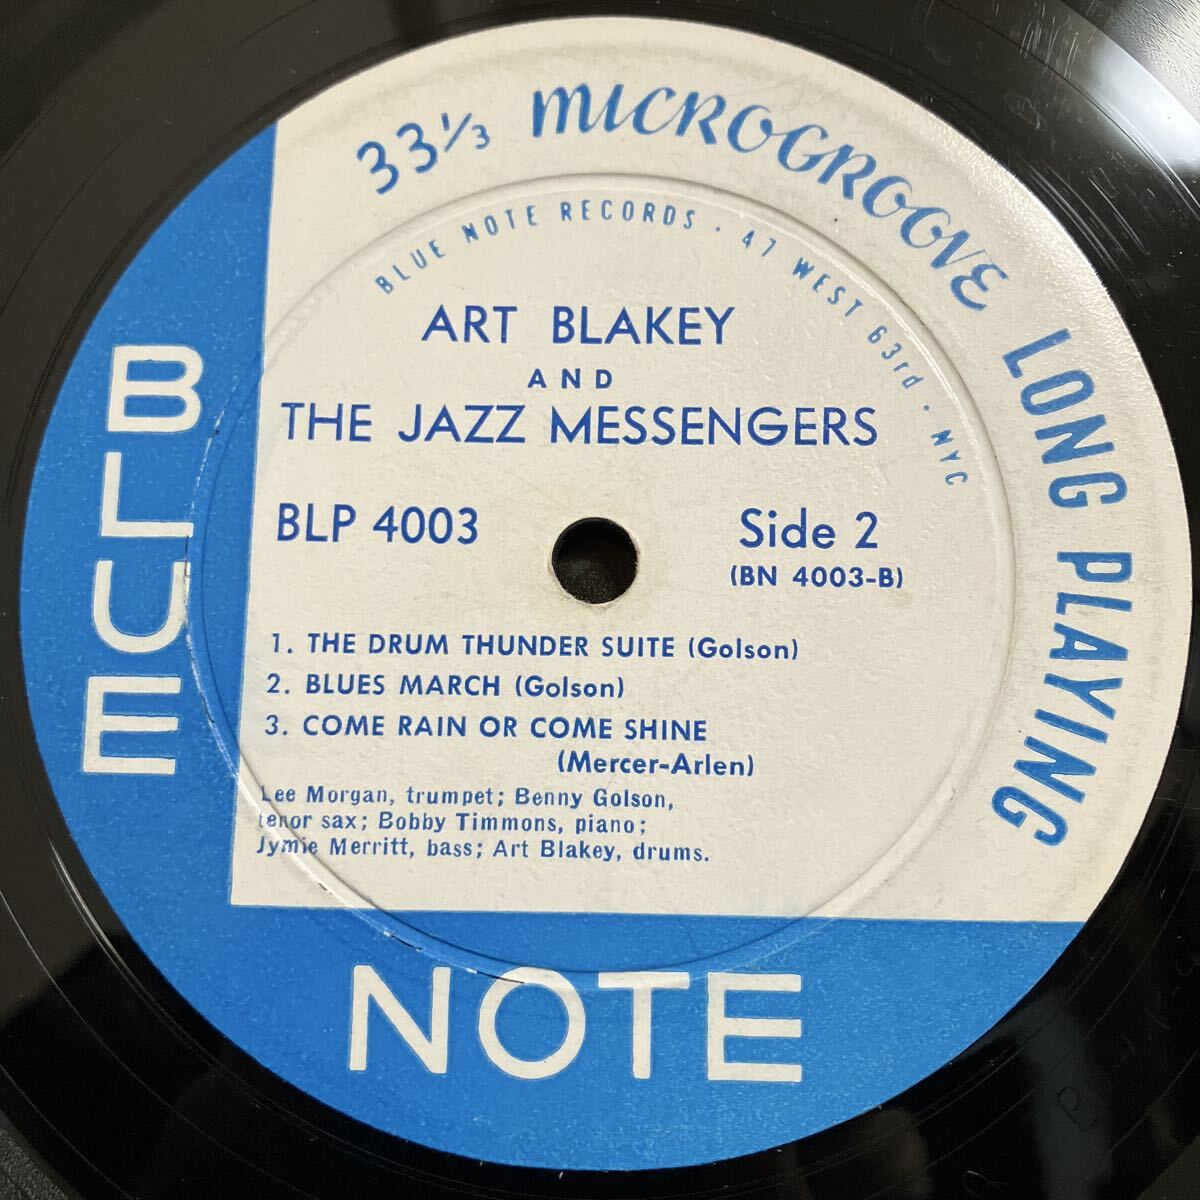 33 1/3 MICROGROOVE LONG PLAYING
BLUE NOTE RECORDS · 47 WEST 63rd · NYC
ART BLAKEY
AND
THE JAZZ MESSENGERS
BLP 4003
Side 2
(BN 4003-B)
1. THE DRUM THUNDER SUITE (Golson)
2. BLUES MARCH (Golson)
3. COME RAIN OR COME SHINE
(Mercer-Arlen)
Lee Morgan, trumpet; Benny Golson,
tenor sax; Bobby Timmons, piano;
Jymie Merritt, bass; Art Blakey, drums.
BLUE
NOTE